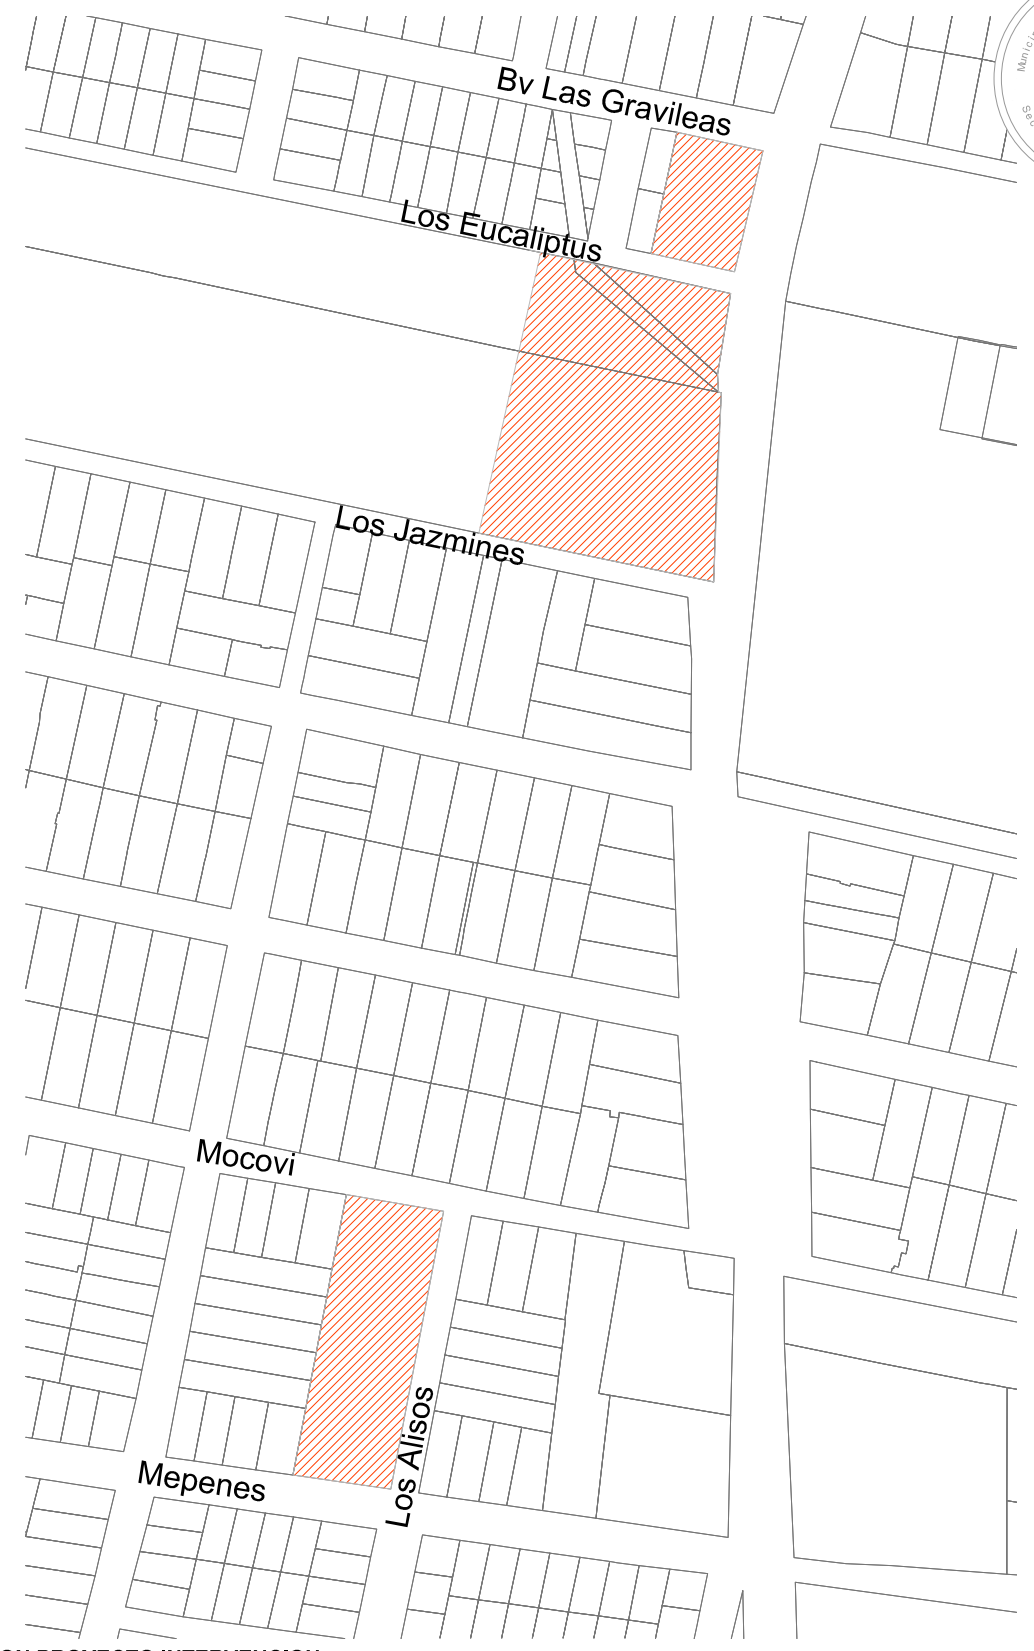 Bv Las Gravileas
Los Eucaliptus
Los Jazmines
Mocovi
Los Alisos
Mepenes